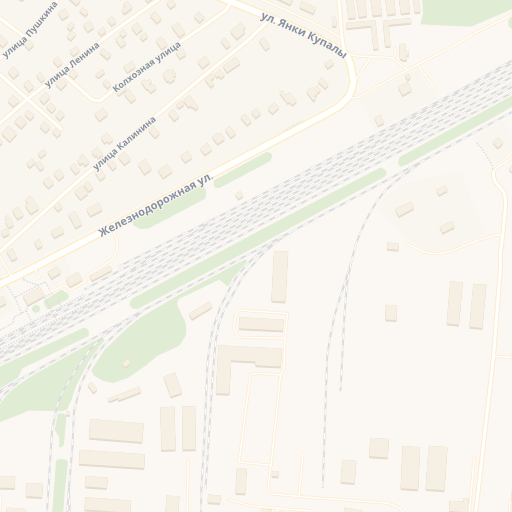 улица Пушкина
ул. Янки Купалы
улица Ленина
Колхозная улица
улица Калинина
Железнодорожная ул.